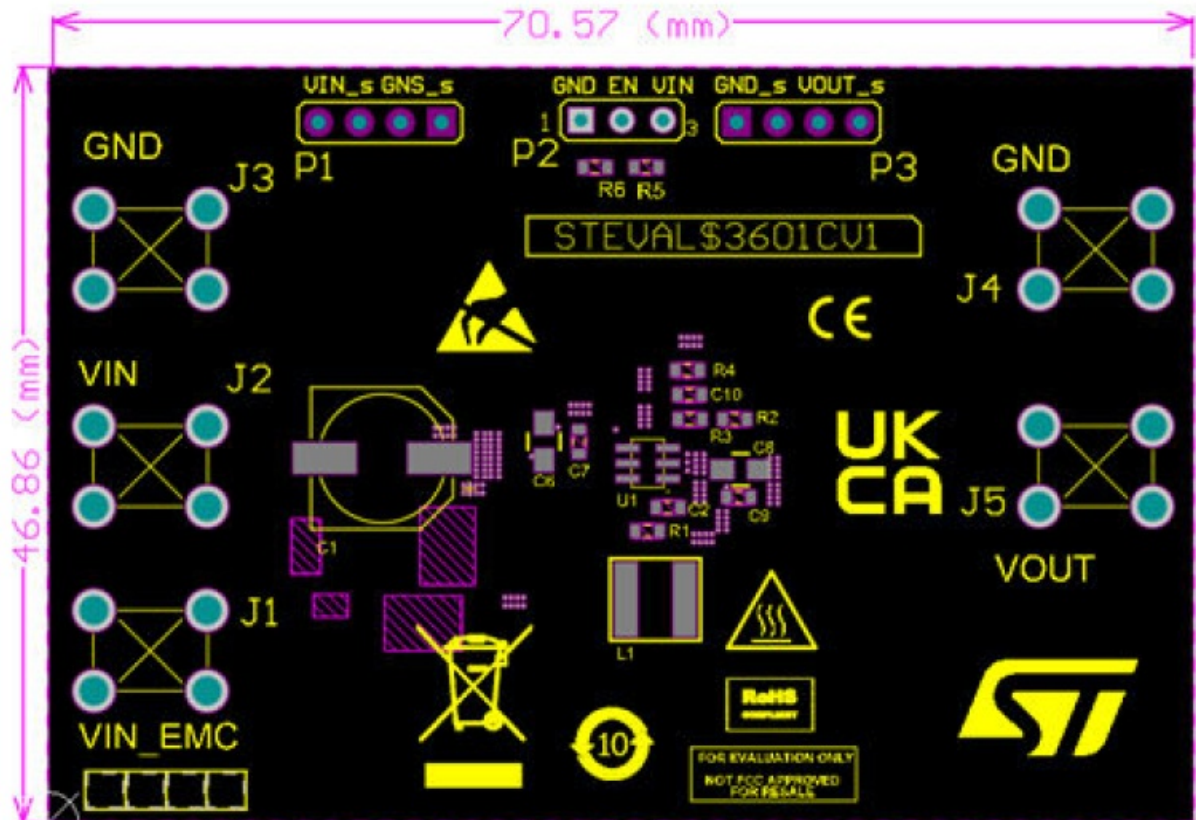 70.57 (mm)
46.86 (mm)
VIN_s GNS_s
GND EN VIN
GND_s VOUT_s
1
3
P1
P2
P3
R6 R5
GND
J3
GND
J4
STEVAL$3601CV1
CE
VIN
J2
R4
C10
R3
R2
C6
C7
U1
C8
C2
C9
R1
C1
UK
CA
J5
VOUT
J1
VIN_EMC
L1
10
RoHS
COMPLIANT
FOR EVALUATION ONLY
NOT FCC APPROVED
FOR RESALE
ST